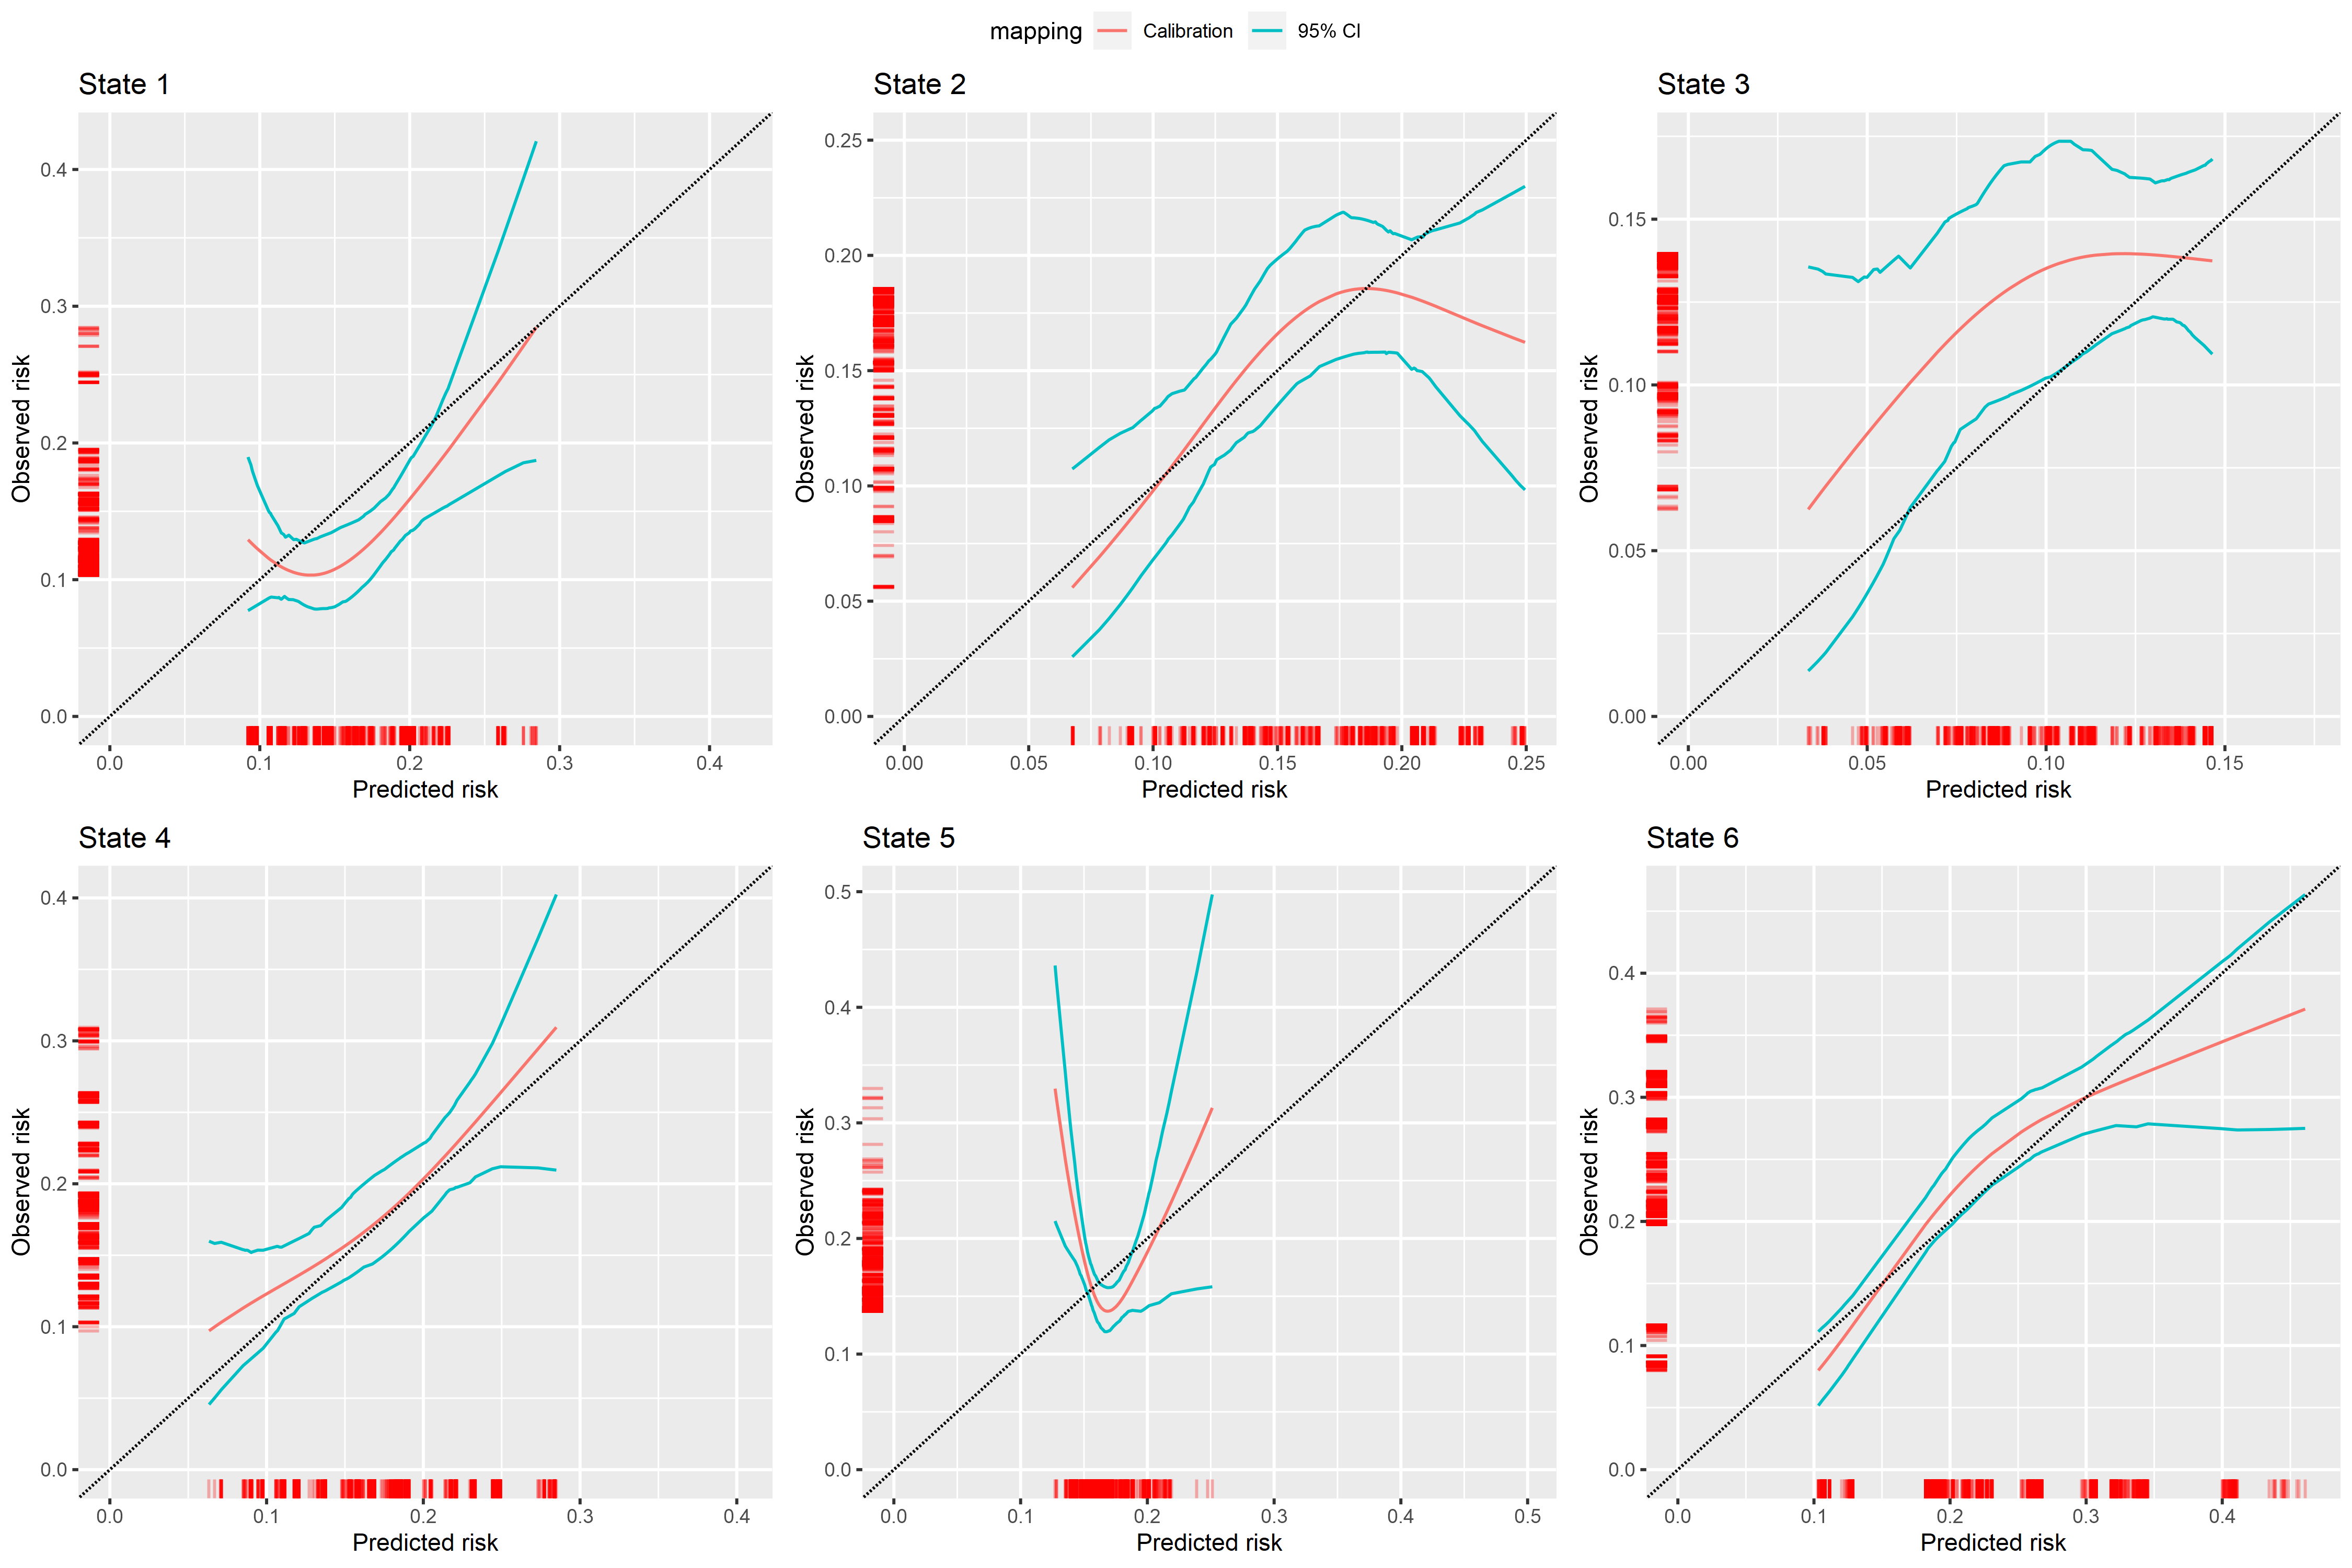 mapping Calibration 95% CI
State 1
Observed risk
0.4
0.3
0.2
0.1
0.0
0.0 0.1 0.2 0.3 0.4
Predicted risk
State 2
Observed risk
0.25
0.20
0.15
0.10
0.05
0.00
0.00 0.05 0.10 0.15 0.20 0.25
Predicted risk
State 3
Observed risk
0.15
0.10
0.05
0.00
0.00 0.05 0.10 0.15
Predicted risk
State 4
Observed risk
0.4
0.3
0.2
0.1
0.0
0.0 0.1 0.2 0.3 0.4
Predicted risk
State 5
Observed risk
0.5
0.4
0.3
0.2
0.1
0.0
0.0 0.1 0.2 0.3 0.4 0.5
Predicted risk
State 6
Observed risk
0.4
0.3
0.2
0.1
0.0
0.0 0.1 0.2 0.3 0.4
Predicted risk